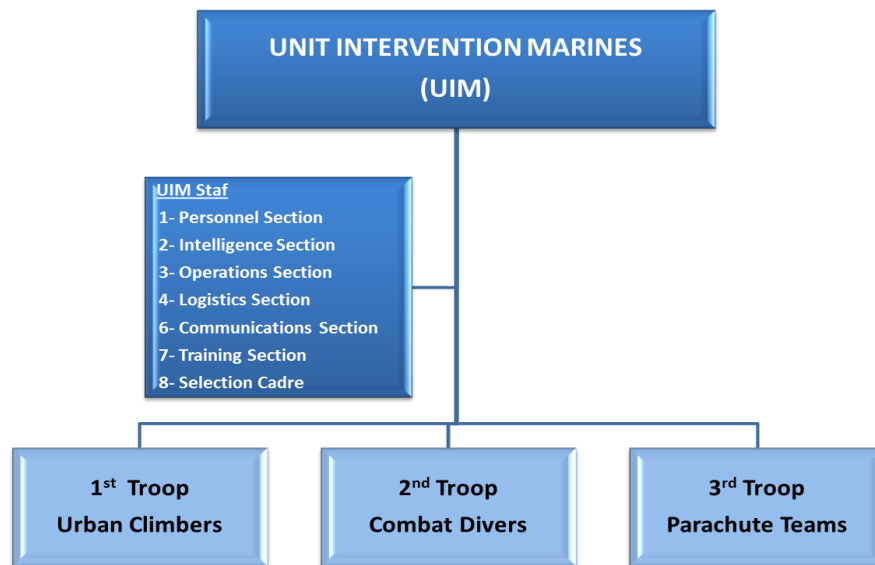 UNIT INTERVENTION MARINES
(UIM)
UIM Staf
1- Personnel Section
2- Intelligence Section
3- Operations Section
4- Logistics Section
6- Communications Section
7- Training Section
8- Selection Cadre
1st Troop
Urban Climbers
2nd Troop
Combat Divers
3rd Troop
Parachute Teams